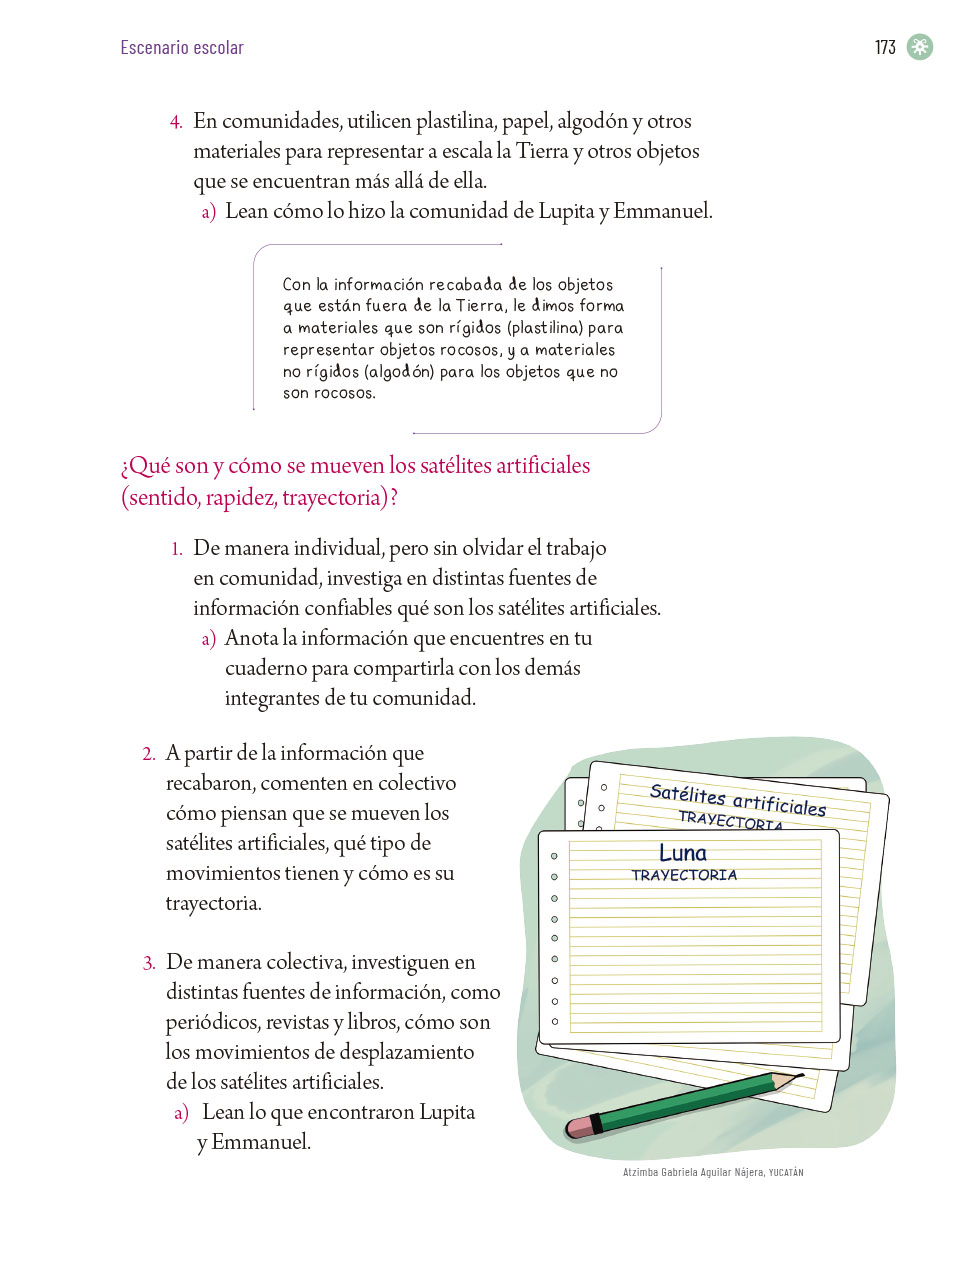 Escenario escolar
173
4. En comunidades, utilicen plastilina, papel, algodón y otros
materiales para representar a escala la Tierra y otros objetos
que se encuentran más allá de ella.
a) Lean cómo lo hizo la comunidad de Lupita y Emmanuel.
Con la información recabada de los objetos
que están fuera de la Tierra, le dimos forma
a materiales que son rígidos (plastilina) para
representar objetos rocosos, y a materiales
no rígidos (algodón) para los objetos que no
son rocosos.
¿Qué son y cómo se mueven los satélites artificiales
(sentido, rapidez, trayectoria)?
1. De manera individual, pero sin olvidar el trabajo
en comunidad, investiga en distintas fuentes de
información confiables qué son los satélites artificiales.
a) Anota la información que encuentres en tu
cuaderno para compartirla con los demás
integrantes de tu comunidad.
2. A partir de la información que
recabaron, comenten en colectivo
cómo piensan que se mueven los
satélites artificiales, qué tipo de
movimientos tienen y cómo es su
trayectoria.
3. De manera colectiva, investiguen en
distintas fuentes de información, como
periódicos, revistas y libros, cómo son
los movimientos de desplazamiento
de los satélites artificiales.
a) Lean lo que encontraron Lupita
y Emmanuel.
Satélites artificiales
TRAYECTORIA
Luna
TRAYECTORIA
Atzimba Gabriela Aguilar Nájera, YUCATÁN